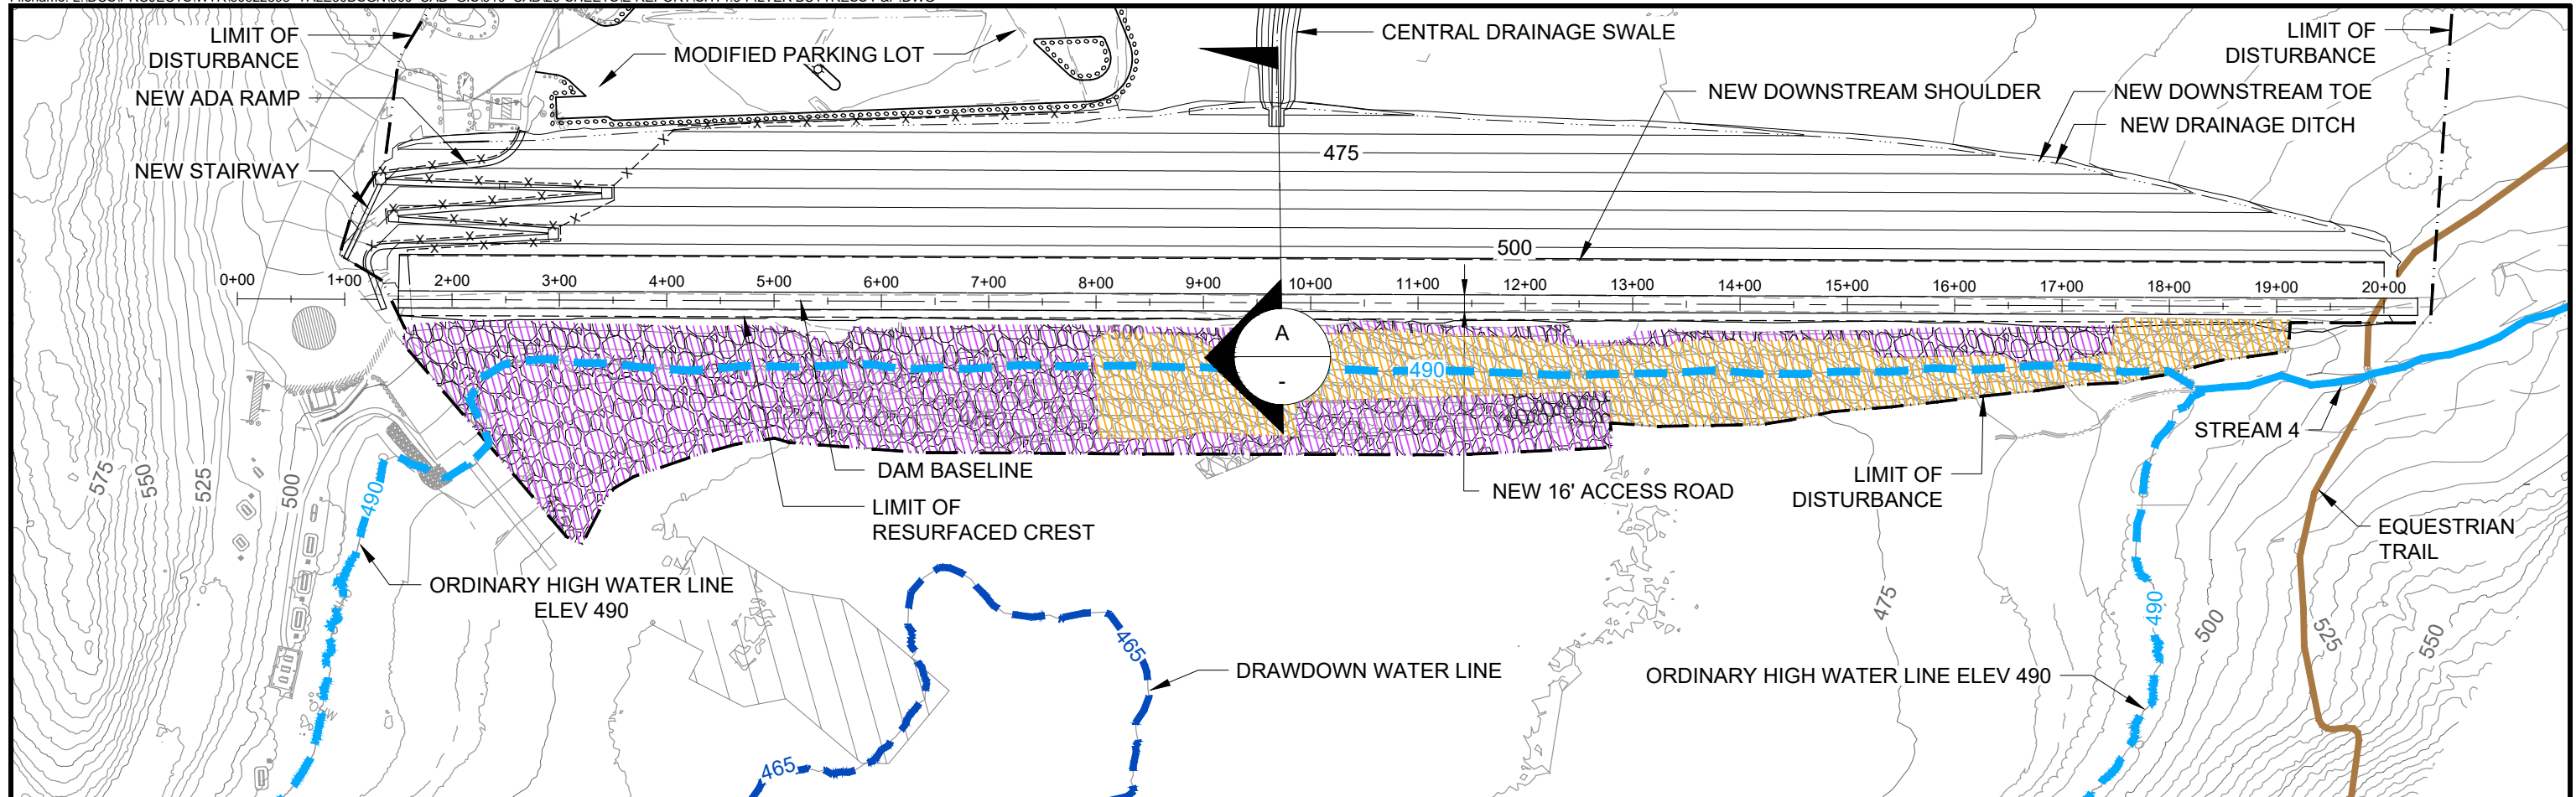 LIMIT OF
DISTURBANCE
MODIFIED PARKING LOT
CENTRAL DRAINAGE SWALE
LIMIT OF
DISTURBANCE
NEW ADA RAMP
NEW DOWNSTREAM SHOULDER
NEW DOWNSTREAM TOE
NEW DRAINAGE DITCH
475
NEW STAIRWAY
500
0+00 1+00 2+00 3+00 4+00 5+00 6+00 7+00 8+00 9+00 10+00 11+00 12+00 13+00 14+00 15+00 16+00 17+00 18+00 19+00 20+00
500
A
-
490
STREAM 4
DAM BASELINE
LIMIT OF
RESURFACED CREST
NEW 16' ACCESS ROAD
LIMIT OF
DISTURBANCE
575
550
525
500
490
EQUESTRIAN
TRAIL
ORDINARY HIGH WATER LINE
ELEV 490
465
DRAWDOWN WATER LINE
475
ORDINARY HIGH WATER LINE ELEV 490
490
500
525
550
465